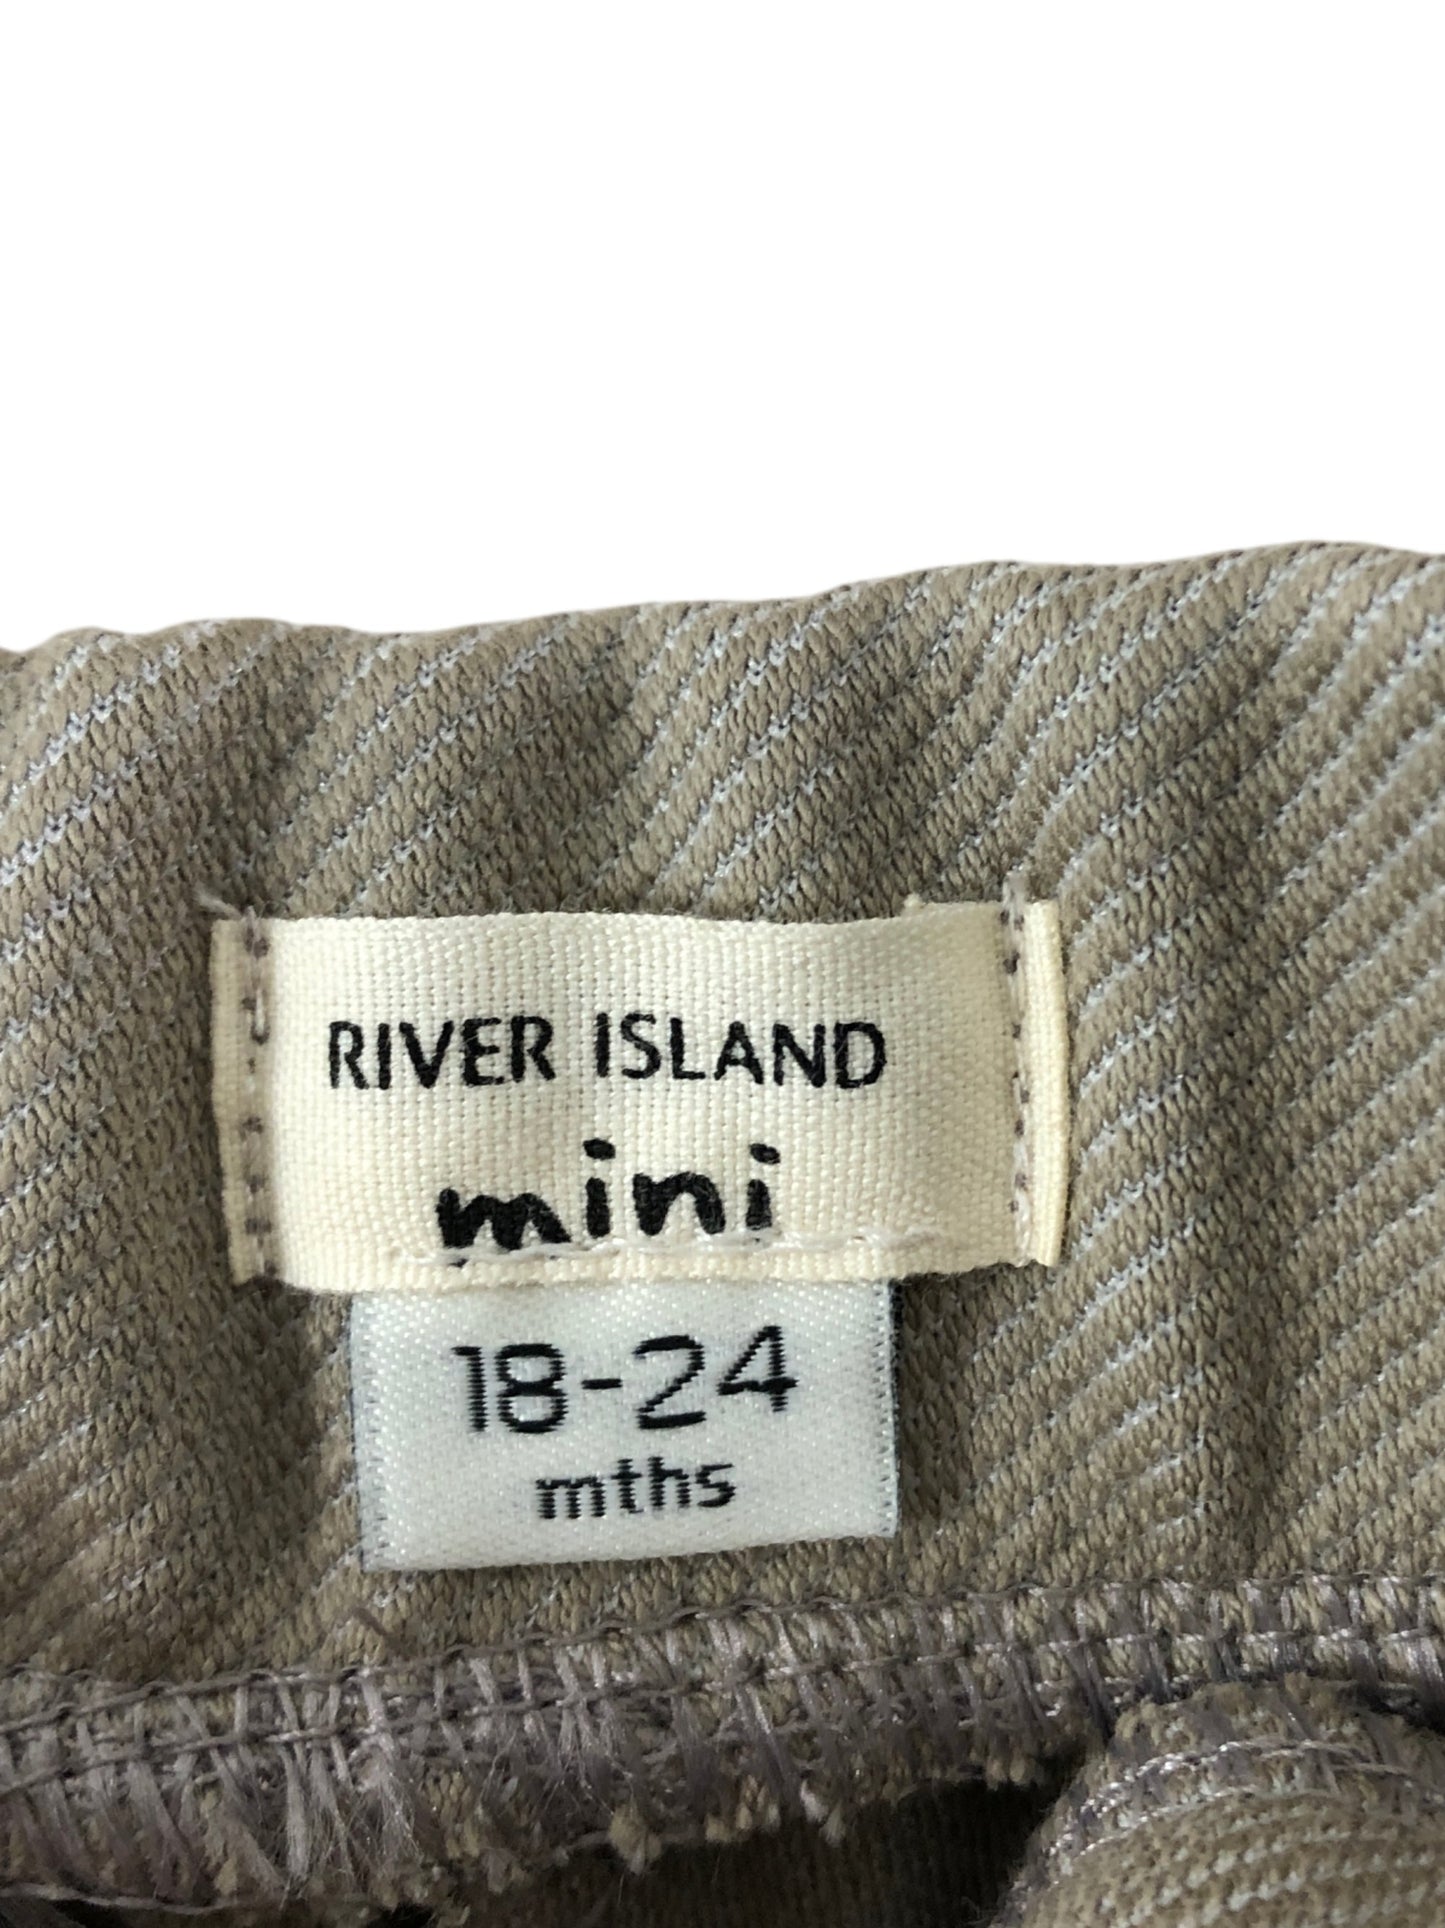 RIVER ISLAND
mini
18-24
mths